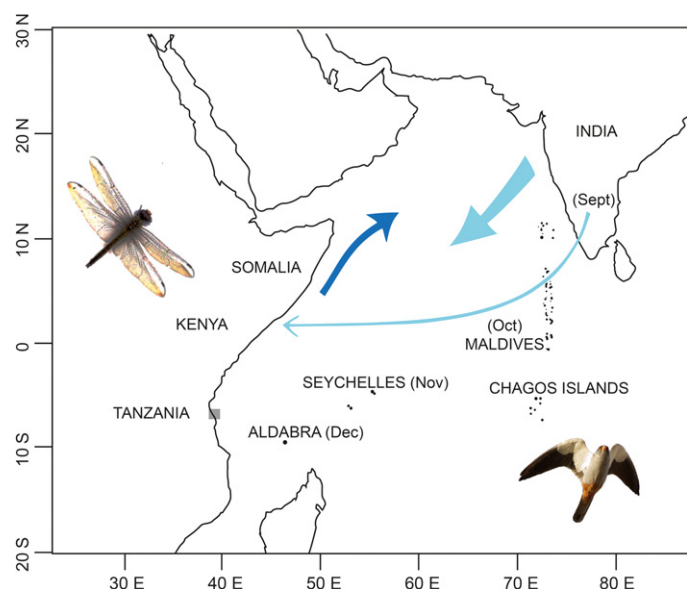 30 N
20 N
10 N
0
10 S
20 S
INDIA
(Sept)
SOMALIA
KENYA
(Oct)
MALDIVES
SEYCHELLES (Nov)
CHAGOS ISLANDS
TANZANIA
ALDABRA (Dec)
30 E
40 E
50 E
60 E
70 E
80 E